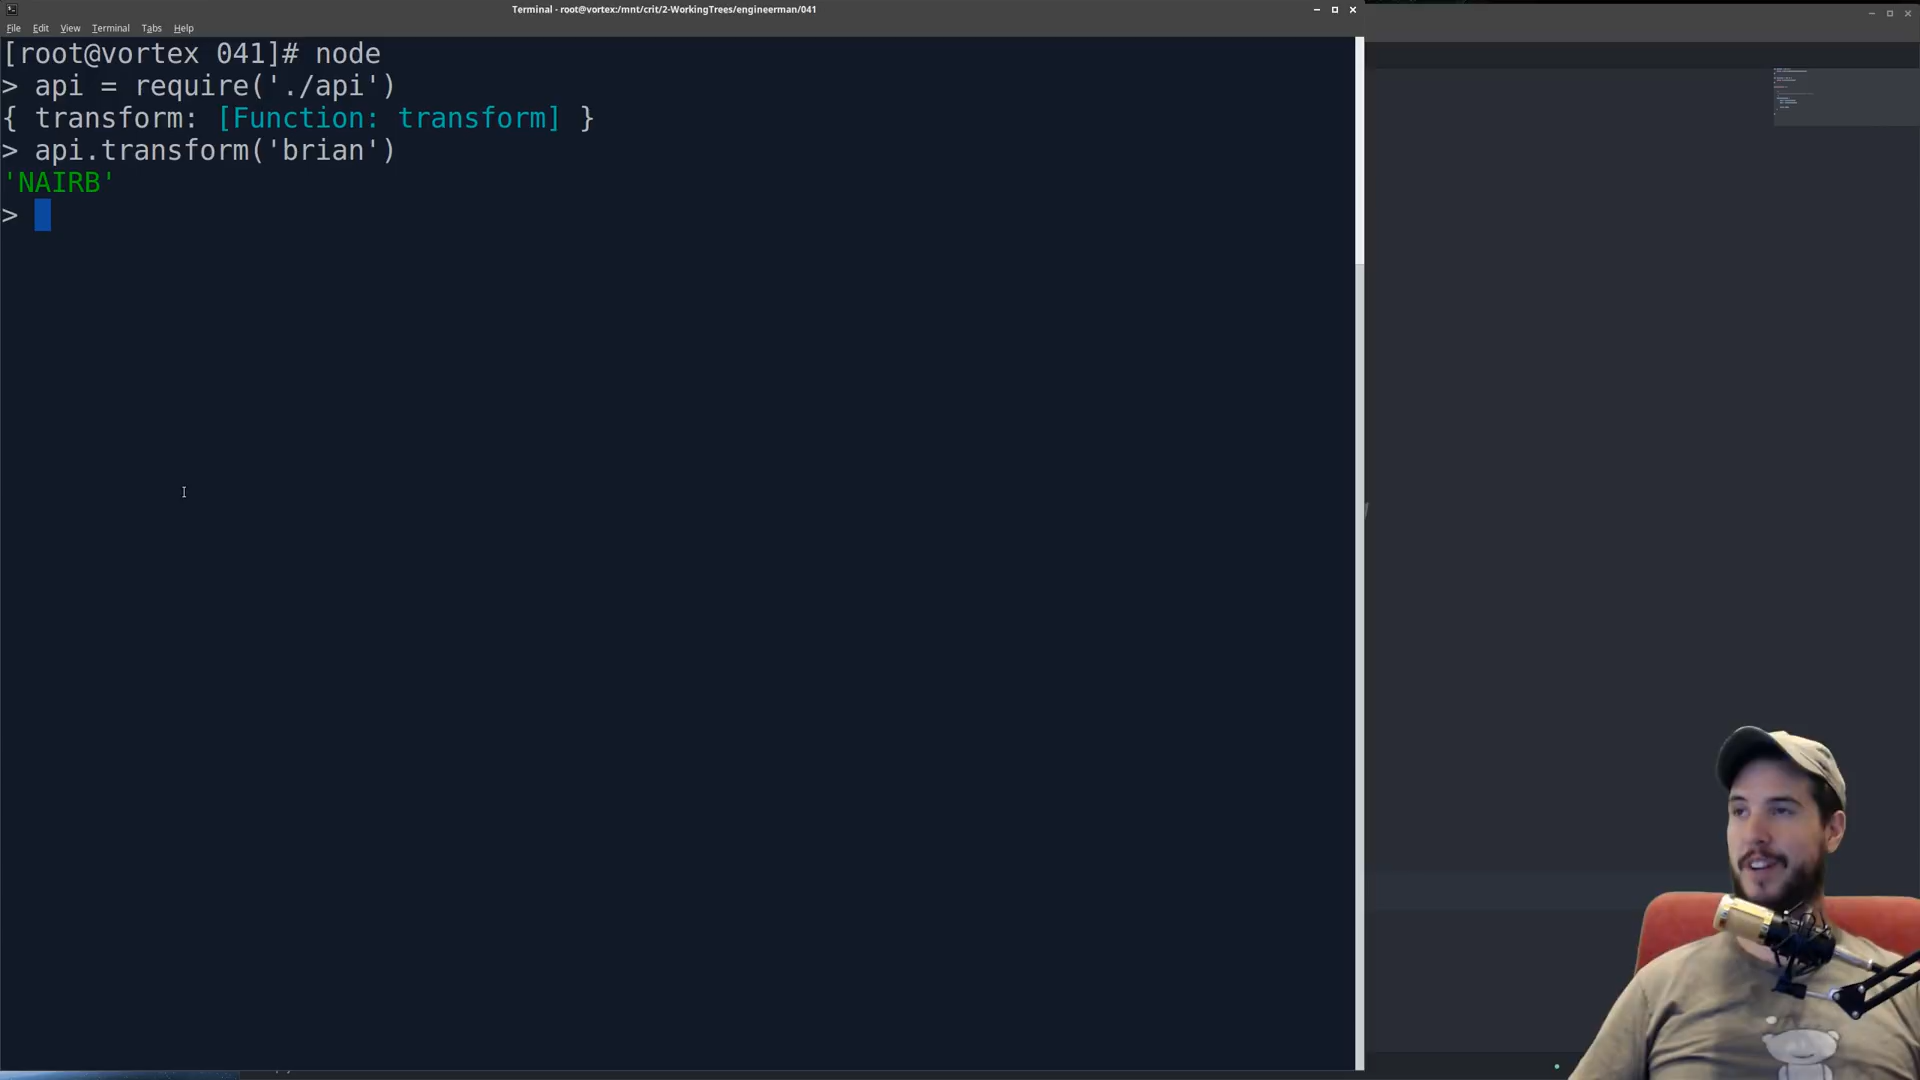 Terminal - root@vortex:/mnt/crit/2-WorkingTrees/engineerman/041
File Edit View Terminal Tabs Help
[root@vortex 041]# node
> api = require('./api')
{ transform: [Function: transform] }
> api.transform('brian')
'NAIRB'
>